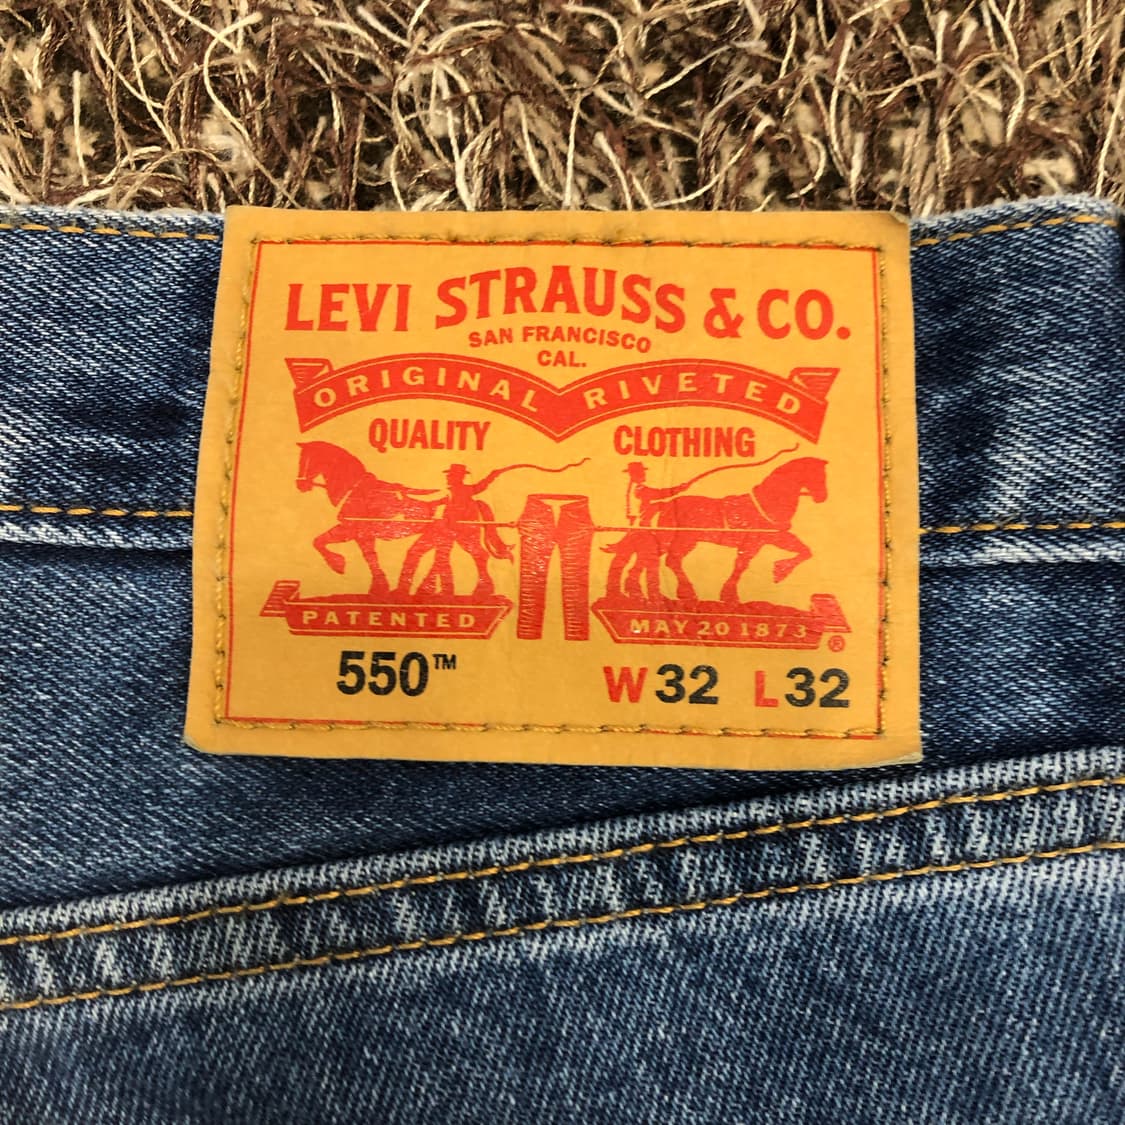 LEVI STRAUSS & CO.
SAN FRANCISCO
CAL.
ORIGINAL RIVETED
QUALITY CLOTHING
PATENTED MAY 20 1873 ®
550™ W32 L32